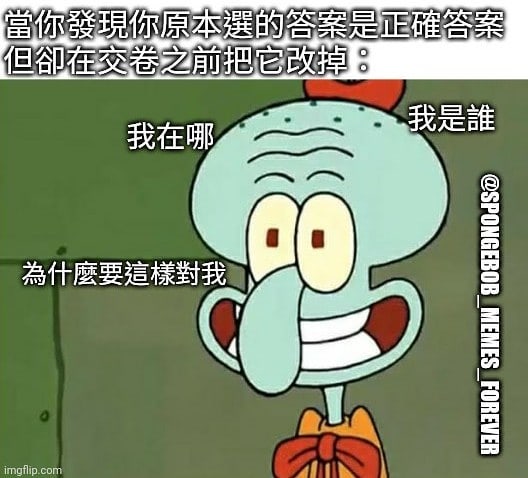 當你發現你原本選的答案是正確答案
但卻在交卷之前把它改掉：
我是誰
我在哪
為什麼要這樣對我
@SPONGEBOB_MEMES_FOREVER
imgflip.com